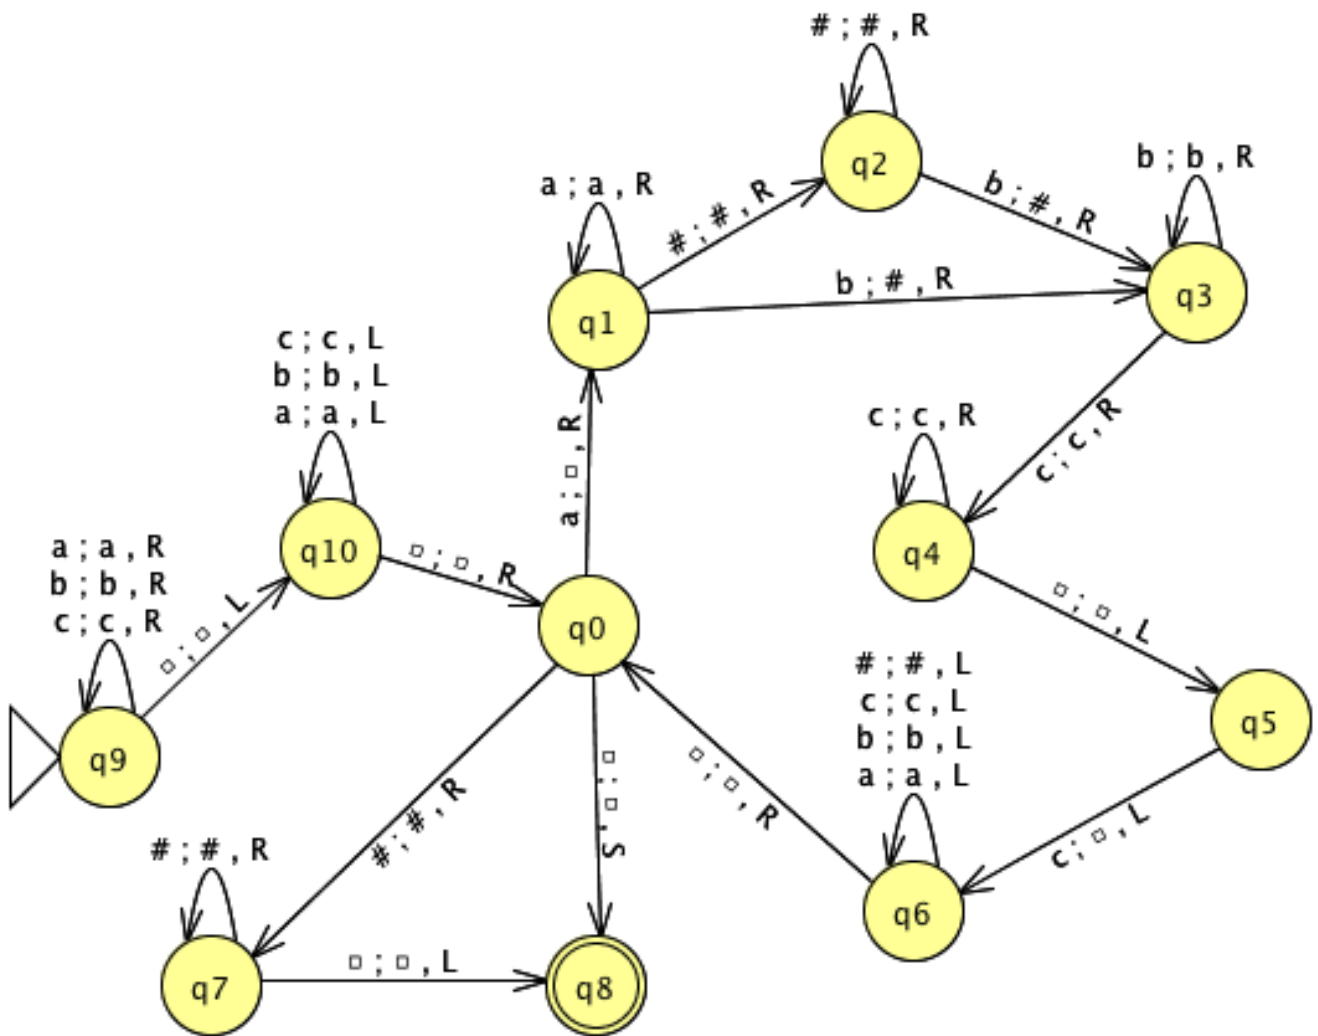 # ; # , R
q2
b ; b , R
a ; a , R
# ; # , R
b ; # , R
q3
b ; # , R
q1
c ; c , L
b ; b , L
a ; a , L
c ; c , R
c ; c , R
a ; □ , R
q10
□ ; □ , R
q4
a ; a , R
b ; b , R
c ; c , R
□ ; □ , L
□ ; □ , L
q0
# ; # , L
c ; c , L
b ; b , L
a ; a , L
q5
q9
□ ; □ , R
□ ; □ , S
# ; # , R
c ; □ , L
# ; # , R
q6
□ ; □ , L
q7
q8